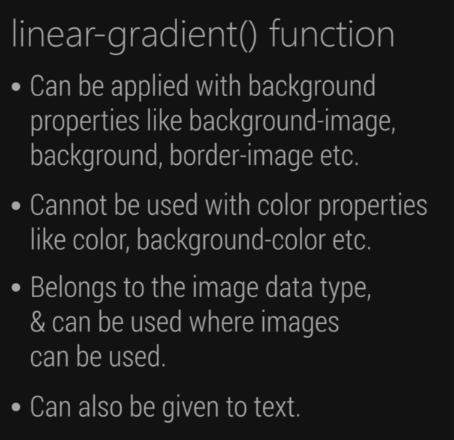 linear-gradient() function
• Can be applied with background
properties like background-image,
background, border-image etc.
• Cannot be used with color properties
like color, background-color etc.
• Belongs to the image data type,
& can be used where images
can be used.
• Can also be given to text.